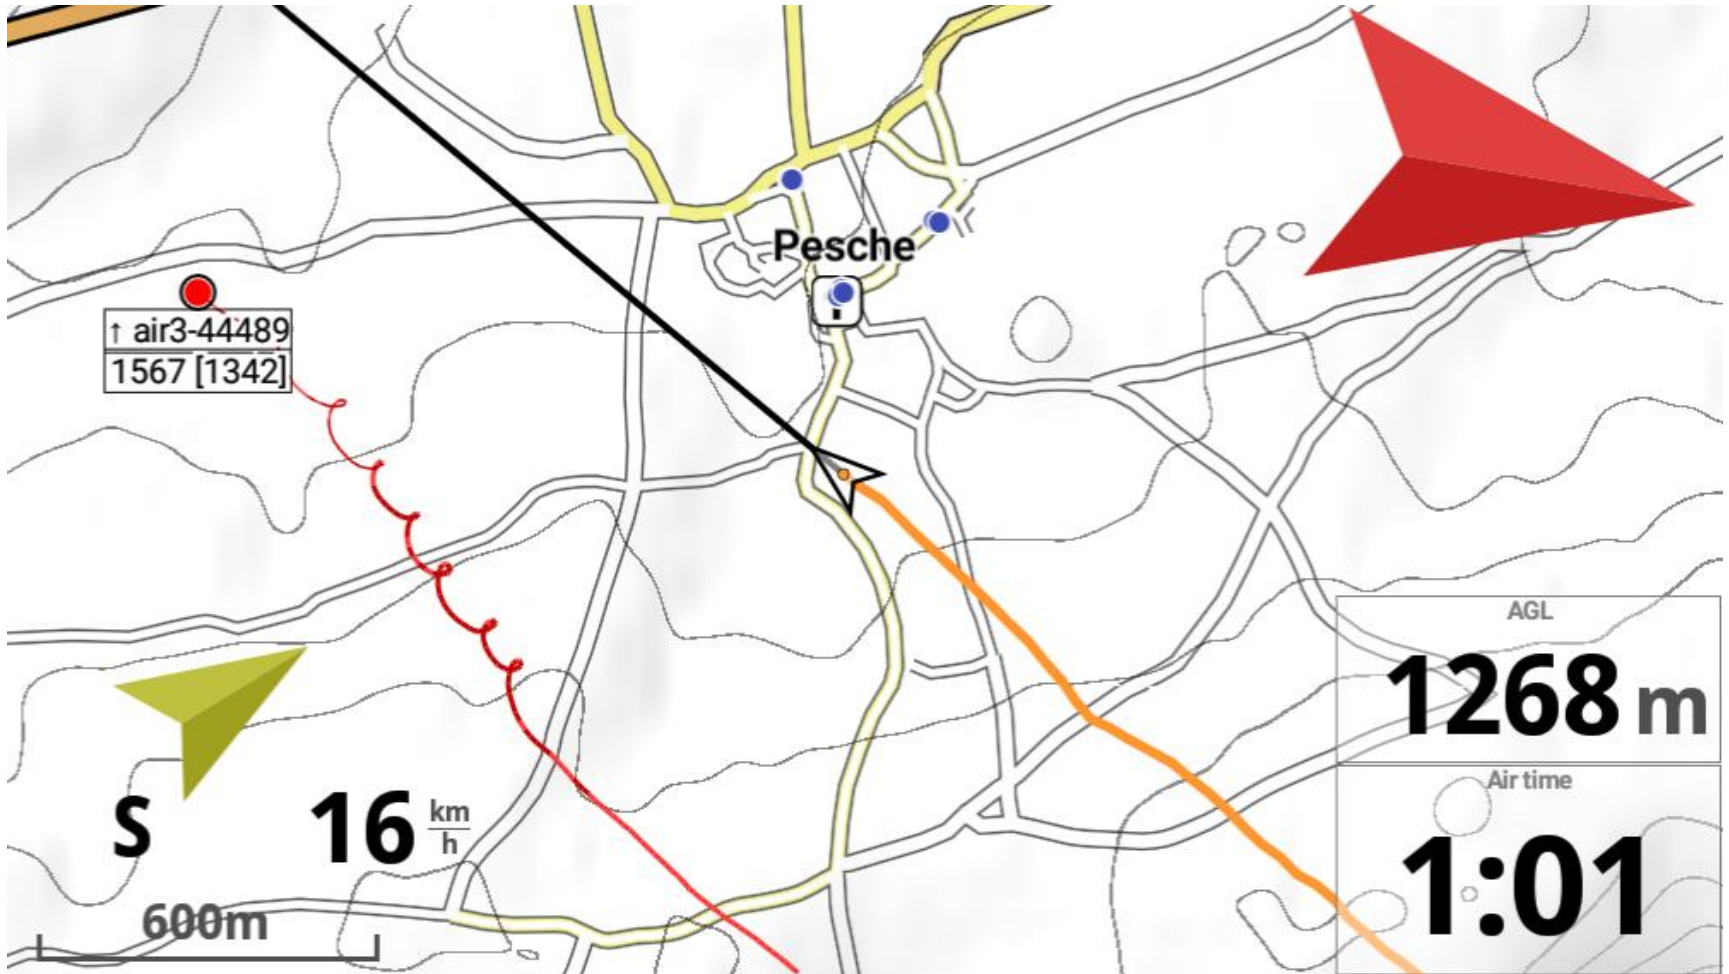 Pesche
↑ air3-44489
1567 [1342]
AGL
1268 m
Air time
1:01
S
16 km/h
600m